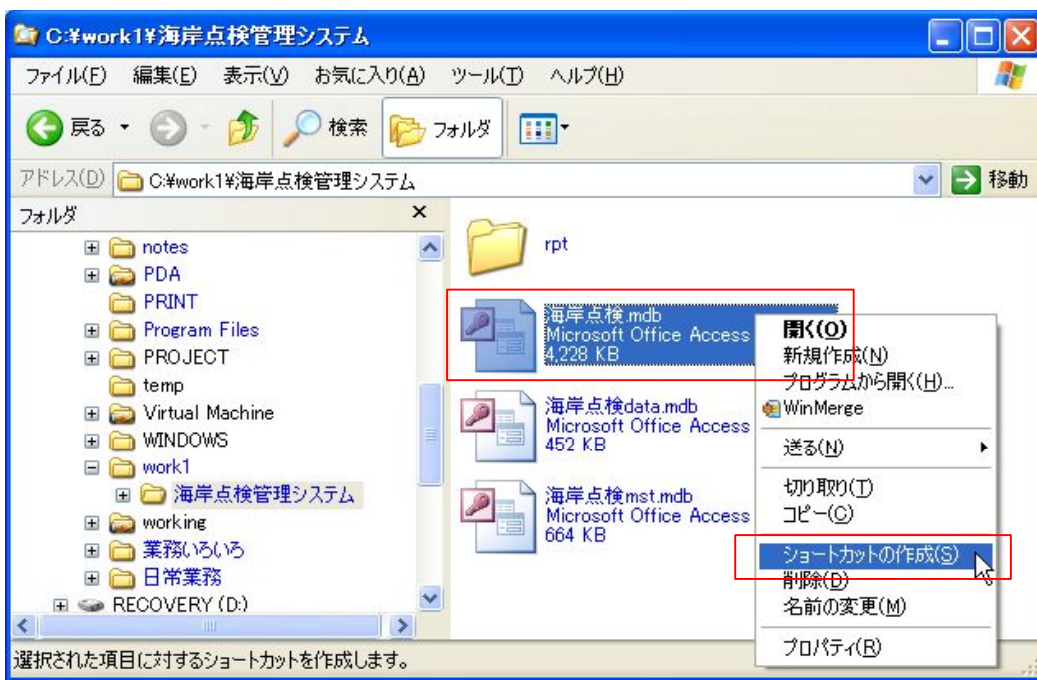 C:¥work1¥海岸点検管理システム
ファイル(F) 編集(E) 表示(V) お気に入り(A) ツール(T) ヘルプ(H)
戻る 検索 フォルダ
アドレス(D) C:¥work1¥海岸点検管理システム 移動
フォルダ
notes
PDA
PRINT
Program Files
PROJECT
temp
Virtual Machine
WINDOWS
work1
海岸点検管理システム
working
業務いろいろ
日常業務
RECOVERY (D:)
rpt
海岸点検.mdb
Microsoft Office Access
4,228 KB
海岸点検data.mdb
Microsoft Office Access
452 KB
海岸点検mst.mdb
Microsoft Office Access
664 KB
開く(O)
新規作成(N)
プログラムから開く(H)...
WinMerge
送る(N)
切り取り(T)
コピー(C)
ショートカットの作成(S)
削除(D)
名前の変更(M)
プロパティ(R)
選択された項目に対するショートカットを作成します。